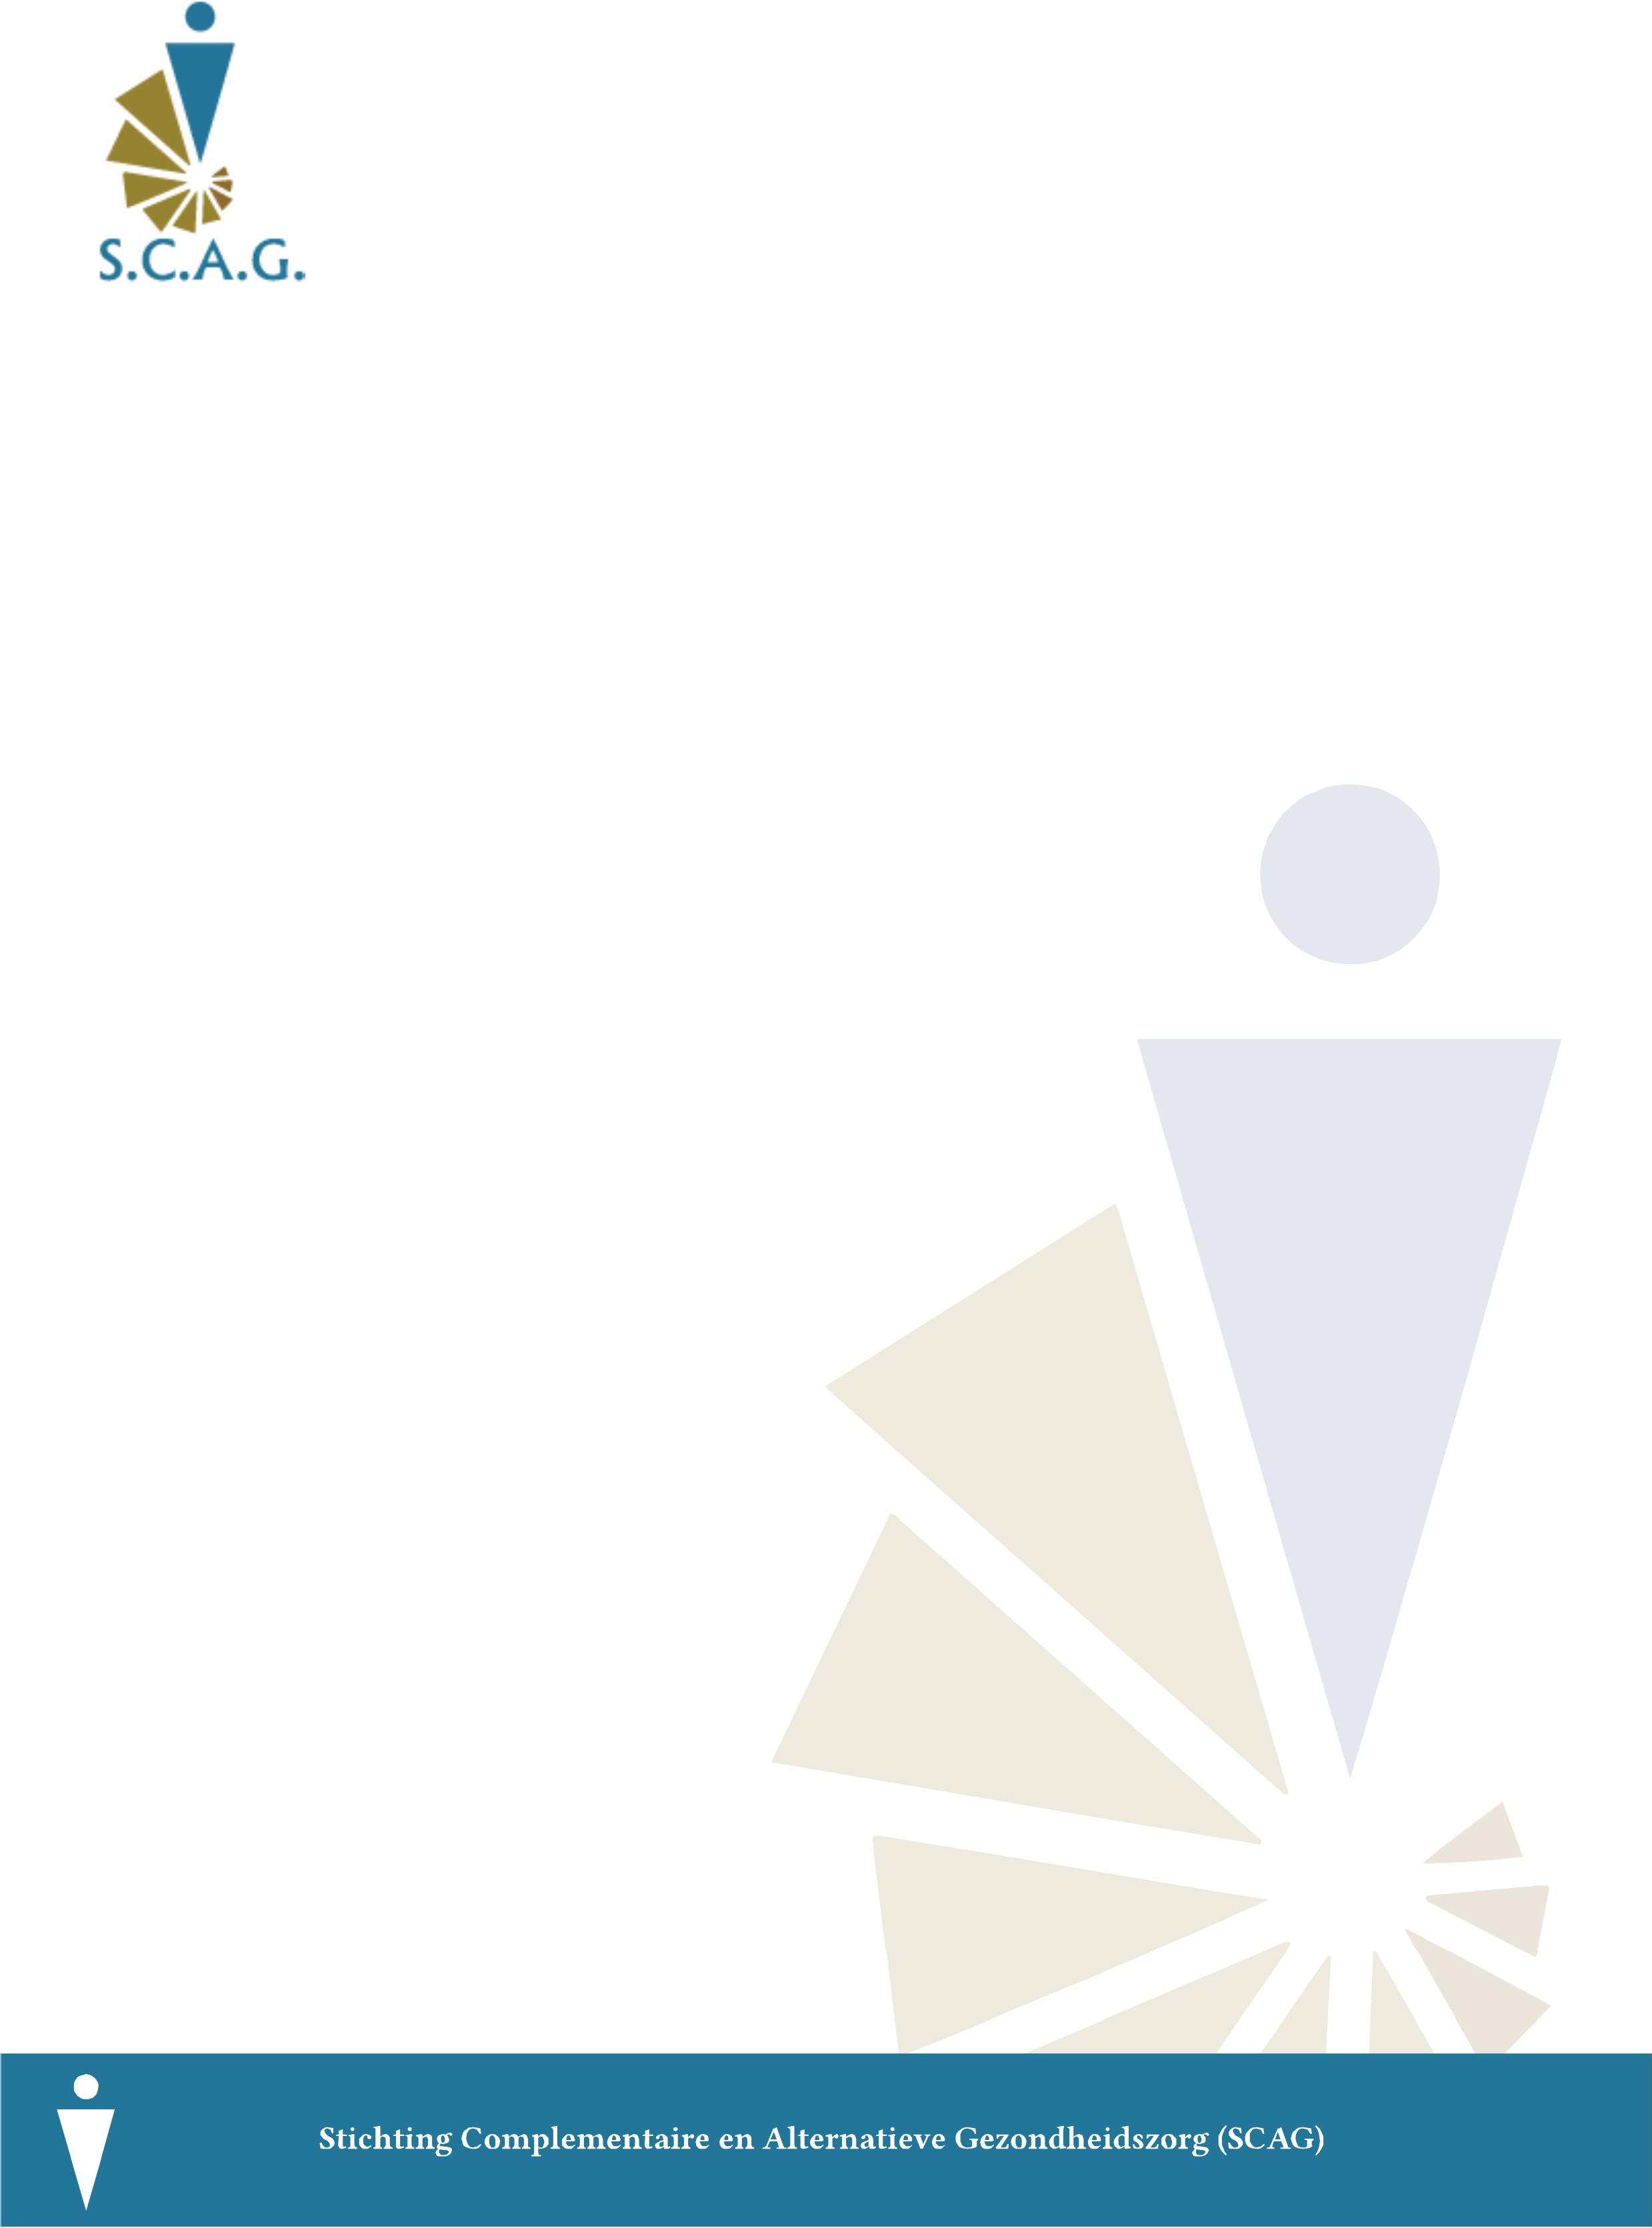 S.C.A.G.
Stichting Complementaire en Alternatieve Gezondheidszorg (SCAG)